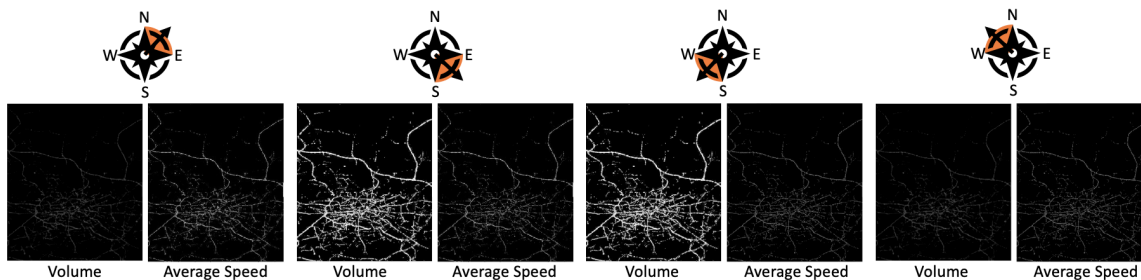 N N N N
W E W E W E W E
S S S S
Volume Average Speed Volume Average Speed Volume Average Speed Volume Average Speed